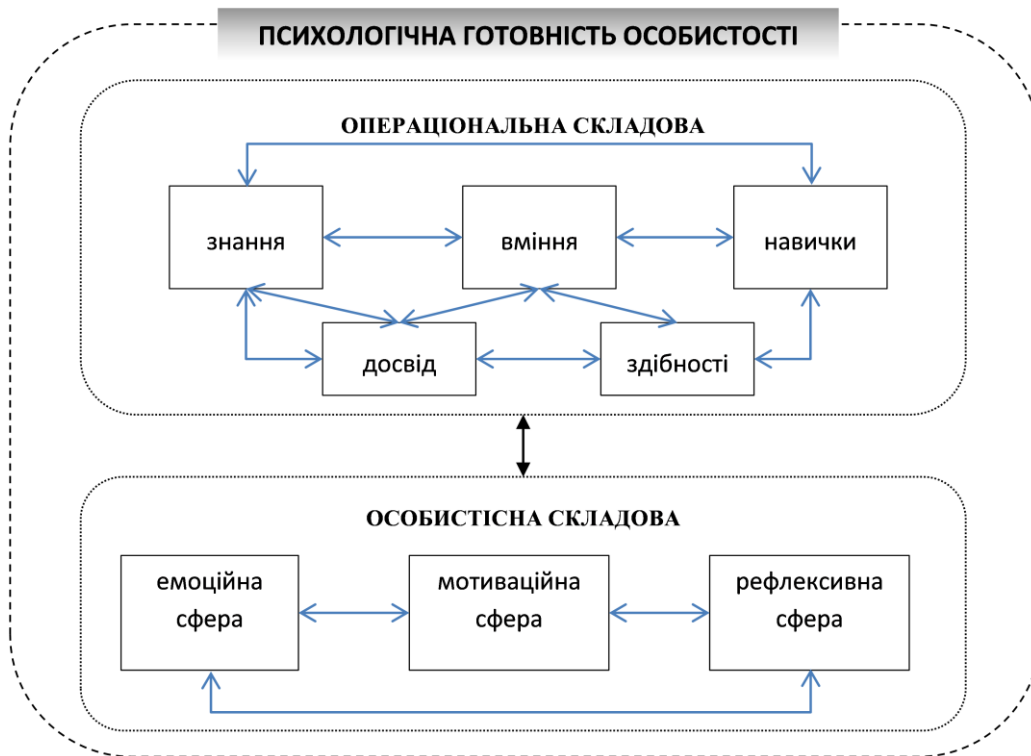 ПСИХОЛОГІЧНА ГОТОВНІСТЬ ОСОБИСТОСТІ
ОПЕРАЦІОНАЛЬНА СКЛАДОВА
знання
вміння
навички
досвід
здібності
ОСОБИСТІСНА СКЛАДОВА
емоційна
сфера
мотиваційна
сфера
рефлексивна
сфера